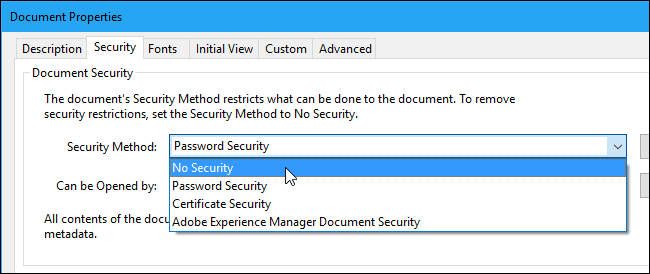 Document Properties
Description Security Fonts Initial View Custom Advanced
Document Security
The document's Security Method restricts what can be done to the document. To remove
security restrictions, set the Security Method to No Security.
Security Method: Password Security
No Security
Can be Opened by: Password Security
Certificate Security
All contents of the docu Adobe Experience Manager Document Security
metadata.